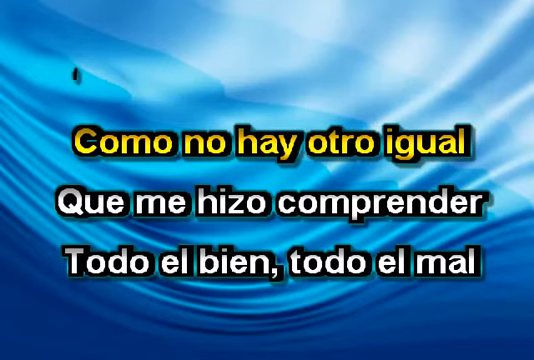 Como no hay otro igual
Que me hizo comprender
Todo el bien, todo el mal